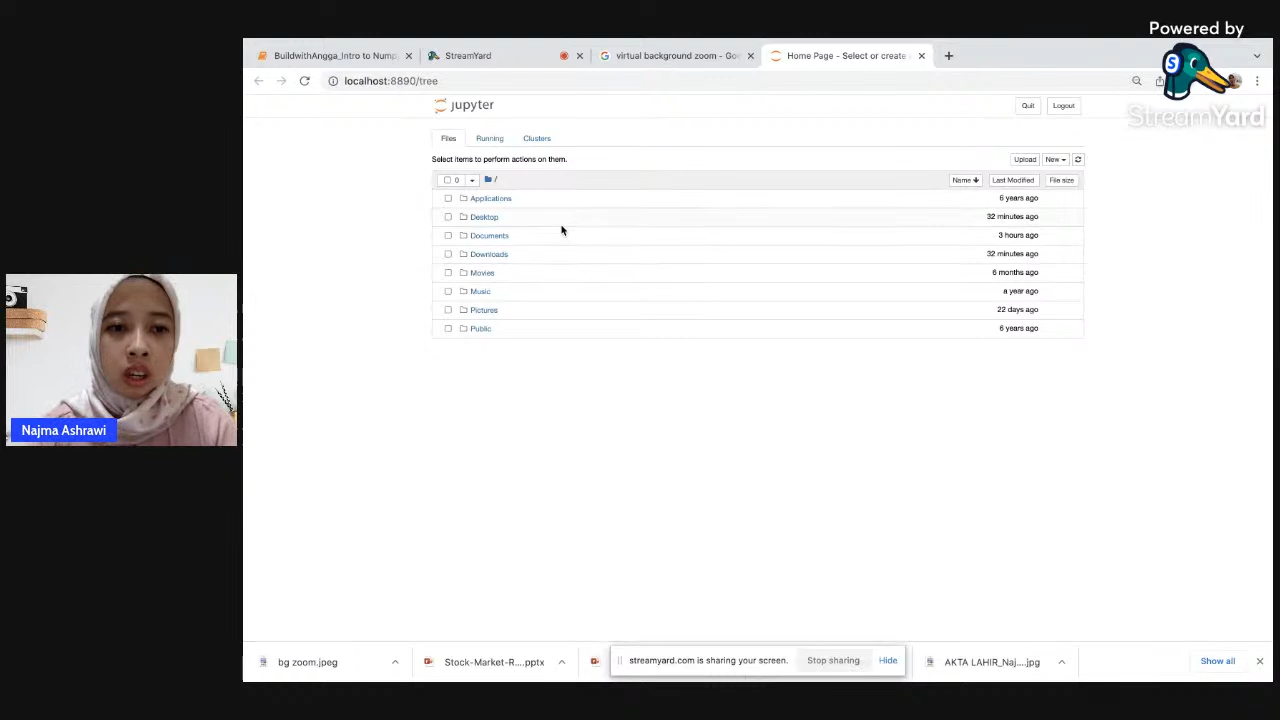 Powered by
StreamYard
BuildwithAngga_Intro to Nump
StreamYard
virtual background zoom - Go
Home Page - Select or create
localhost:8890/tree
jupyter
Quit
Logout
Files
Running
Clusters
Select items to perform actions on them.
Upload
New
0
/
Name
Last Modified
File size
Applications
6 years ago
Desktop
32 minutes ago
Documents
3 hours ago
Downloads
32 minutes ago
Movies
6 months ago
Music
a year ago
Pictures
22 days ago
Public
6 years ago
Najma Ashrawi
bg zoom.jpeg
Stock-Market-R....pptx
streamyard.com is sharing your screen.
Stop sharing
Hide
AKTA LAHIR_Naj....jpg
Show all